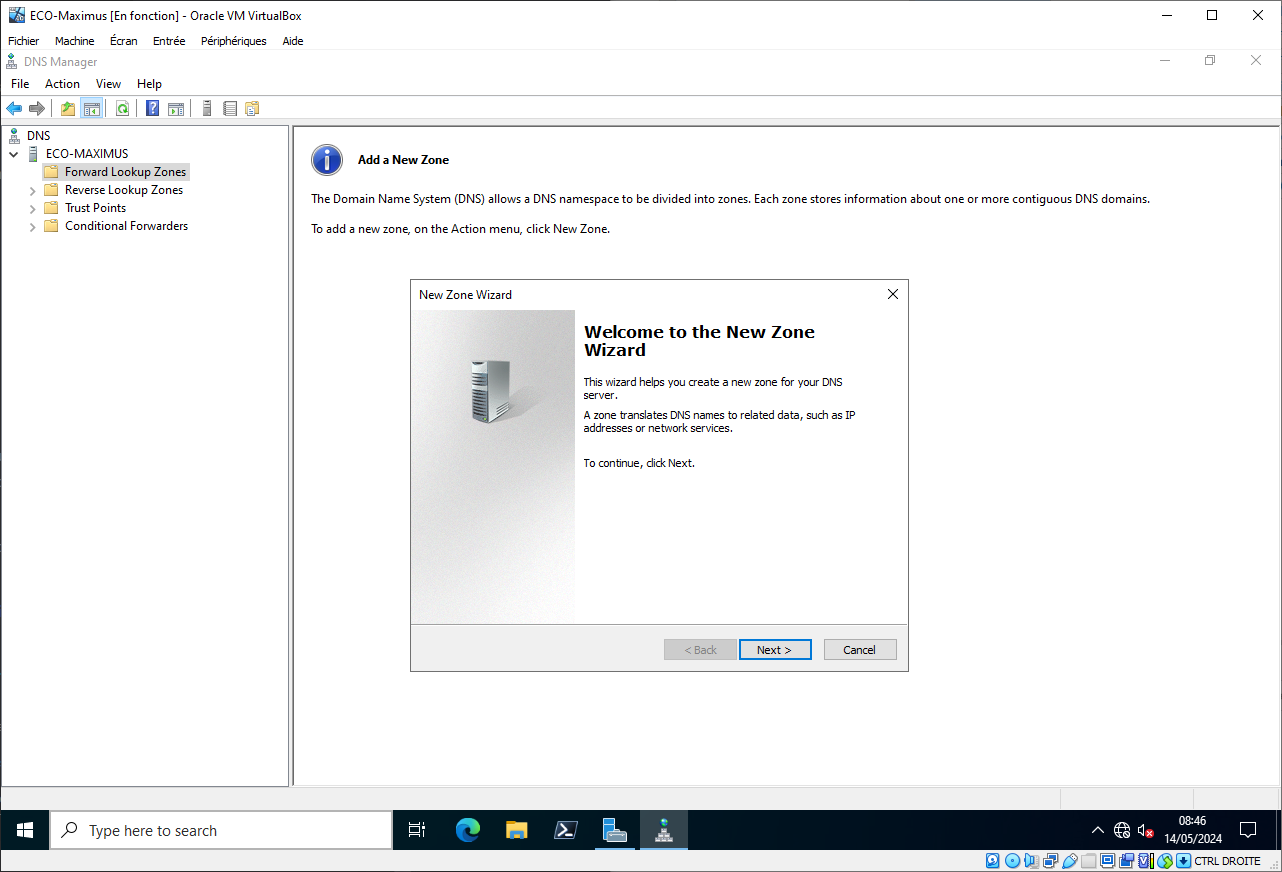 ECO-Maximus [En fonction] - Oracle VM VirtualBox
Fichier Machine Écran Entrée Périphériques Aide
DNS Manager
File Action View Help
DNS
ECO-MAXIMUS
Forward Lookup Zones
Reverse Lookup Zones
Trust Points
Conditional Forwarders
Add a New Zone
The Domain Name System (DNS) allows a DNS namespace to be divided into zones. Each zone stores information about one or more contiguous DNS domains.
To add a new zone, on the Action menu, click New Zone.
New Zone Wizard
Welcome to the New Zone
Wizard
This wizard helps you create a new zone for your DNS
server.
A zone translates DNS names to related data, such as IP
addresses or network services.
To continue, click Next.
< Back Next > Cancel
Type here to search
08:46
14/05/2024
CTRL DROITE